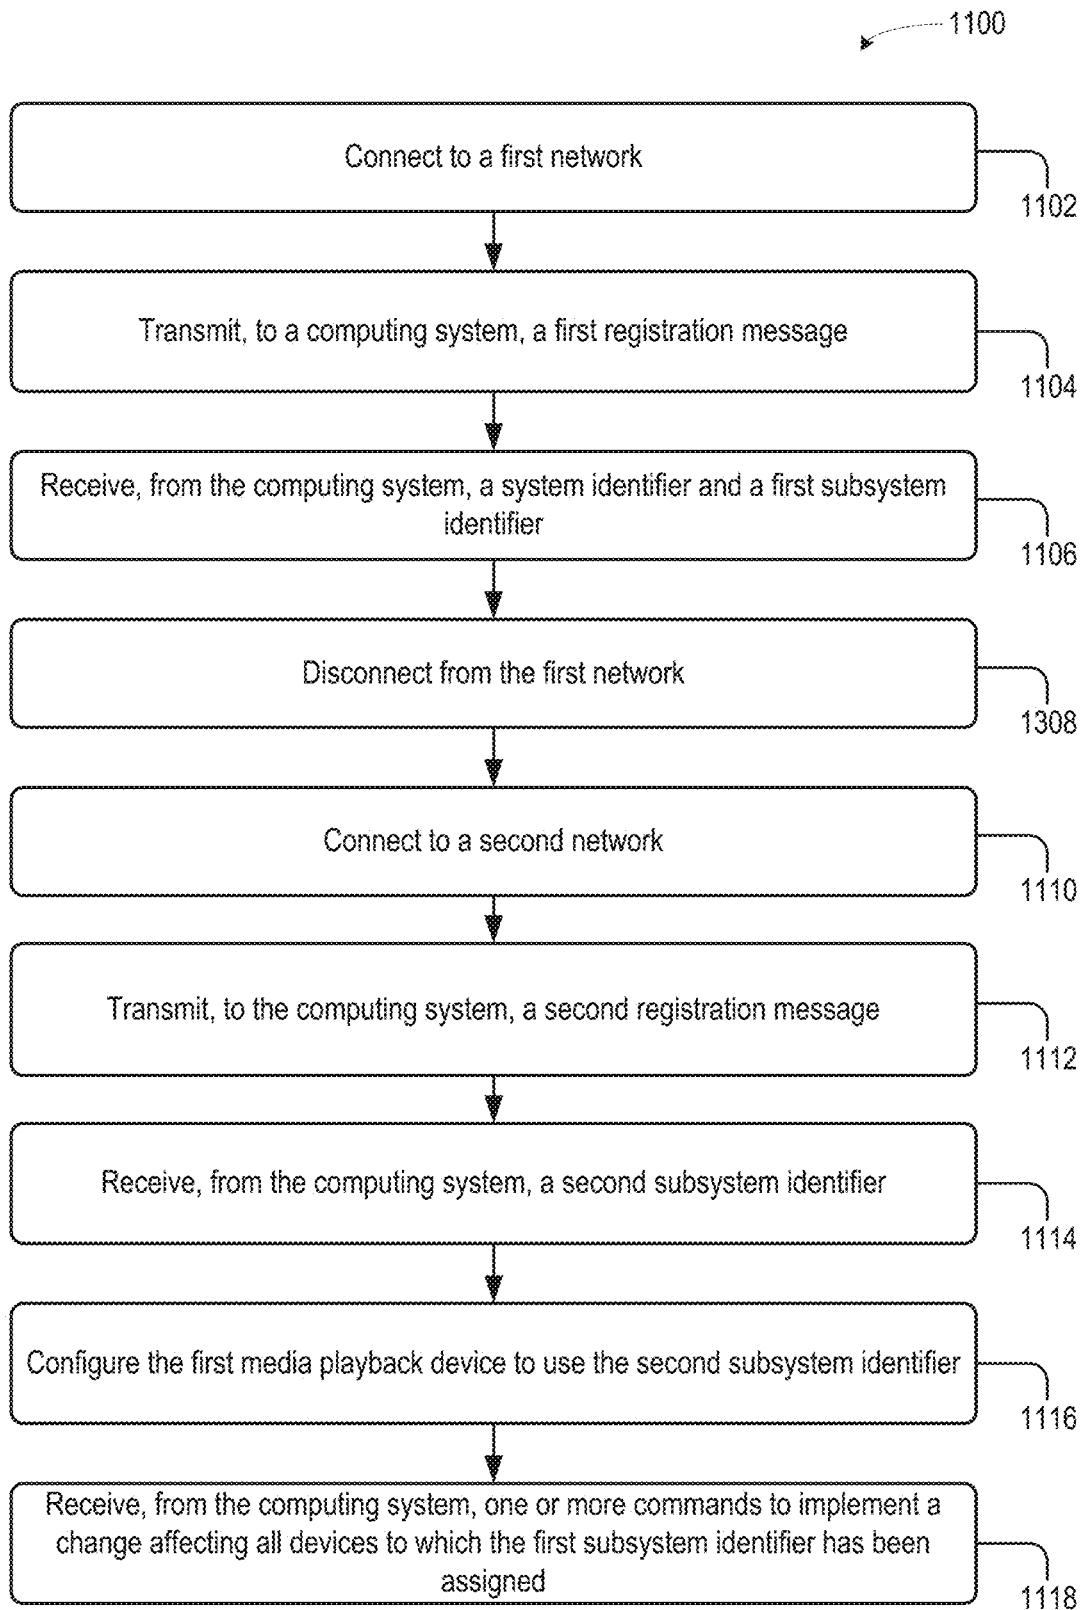 1100
Connect to a first network
1102
Transmit, to a computing system, a first registration message
1104
Receive, from the computing system, a system identifier and a first subsystem
identifier
1106
Disconnect from the first network
1308
Connect to a second network
1110
Transmit, to the computing system, a second registration message
1112
Receive, from the computing system, a second subsystem identifier
1114
Configure the first media playback device to use the second subsystem identifier
1116
Receive, from the computing system, one or more commands to implement a
change affecting all devices to which the first subsystem identifier has been
assigned
1118